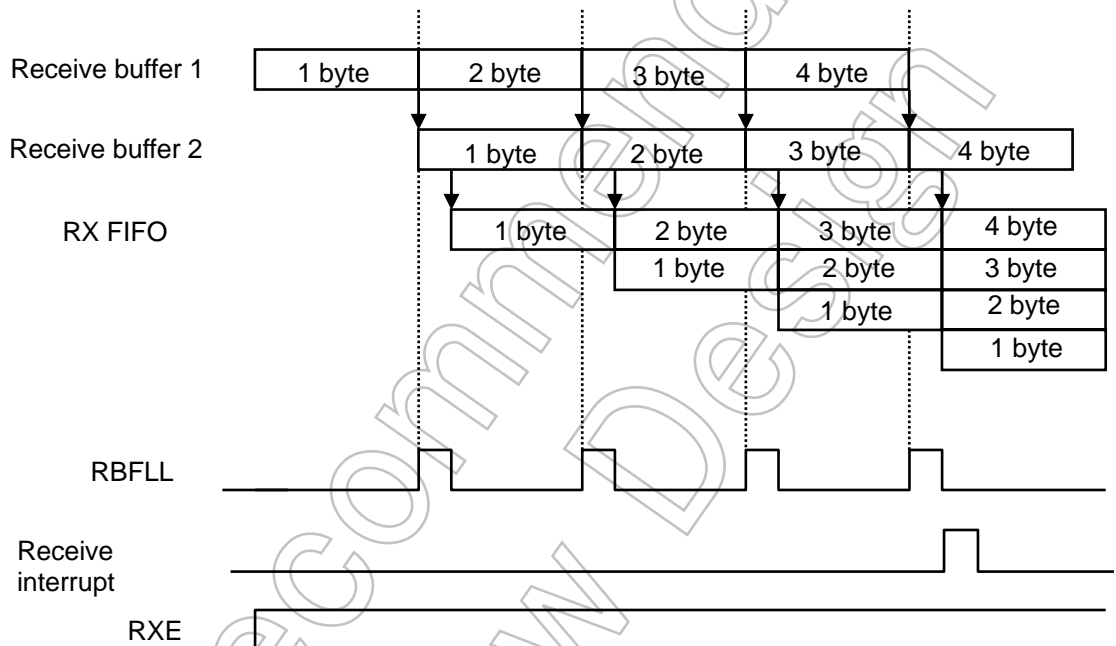 Receive buffer 1
1 byte 2 byte 3 byte 4 byte
Receive buffer 2
1 byte 2 byte 3 byte 4 byte
RX FIFO
1 byte 2 byte 3 byte 4 byte
1 byte 2 byte 3 byte
1 byte 2 byte
1 byte
RBFLL
Receive
interrupt
RXE
ecommend
w Design